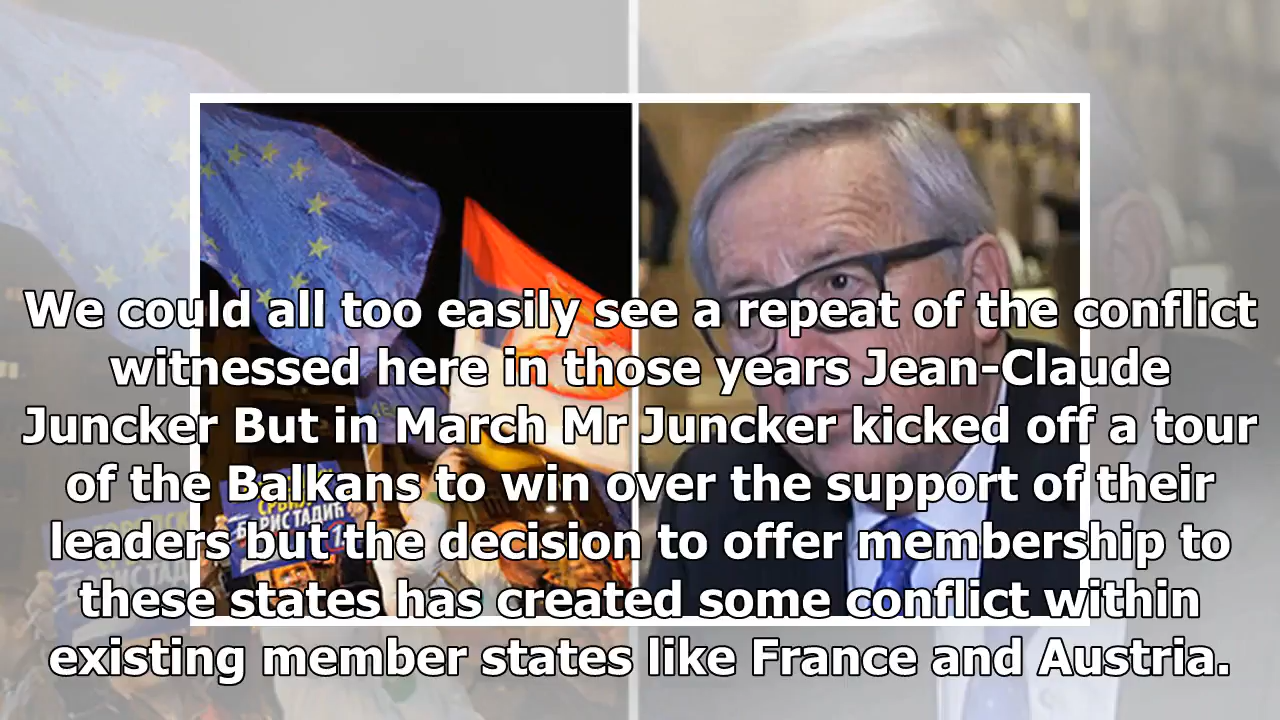 We could all too easily see a repeat of the conflict
witnessed here in those years Jean-Claude
Juncker But in March Mr Juncker kicked off a tour
of the Balkans to win over the support of their
leaders but the decision to offer membership to
these states has created some conflict within
existing member states like France and Austria.
БОРИС ТАДИЋ